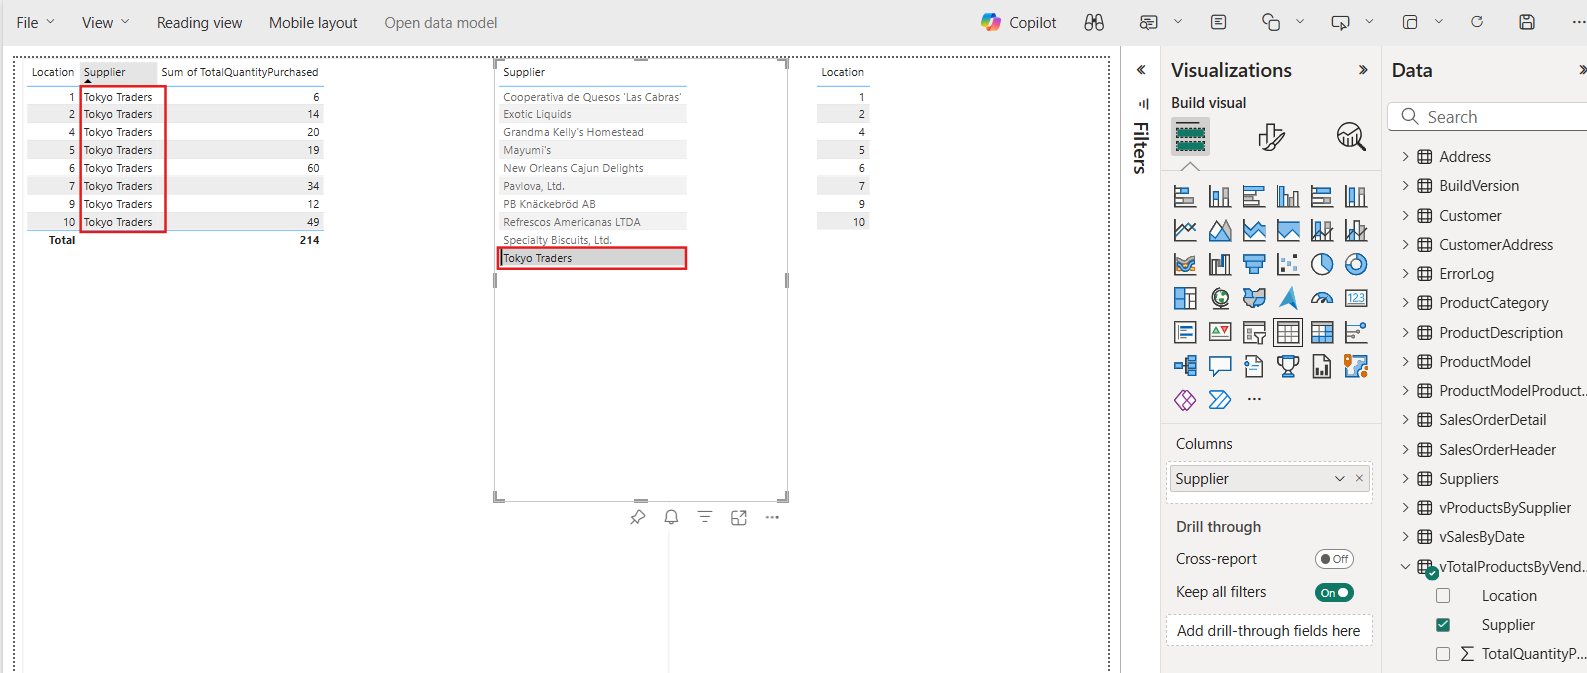 File View Reading view Mobile layout Open data model Copilot
Location Supplier Sum of TotalQuantityPurchased
1 Tokyo Traders 6
2 Tokyo Traders 14
4 Tokyo Traders 20
5 Tokyo Traders 19
6 Tokyo Traders 60
7 Tokyo Traders 34
9 Tokyo Traders 12
10 Tokyo Traders 49
Total 214
Supplier
Cooperativa de Quesos 'Las Cabras'
Exotic Liquids
Grandma Kelly's Homestead
Mayumi's
New Orleans Cajun Delights
Pavlova, Ltd.
PB Knäckebröd AB
Refrescos Americanas LTDA
Specialty Biscuits, Ltd.
Tokyo Traders
Location
1
2
4
5
6
7
9
10
Filters
Visualizations
Build visual
123
Columns
Supplier
Drill through
Cross-report Off
Keep all filters On
Add drill-through fields here
Data
Search
Address
BuildVersion
Customer
CustomerAddress
ErrorLog
ProductCategory
ProductDescription
ProductModel
ProductModelProduct...
SalesOrderDetail
SalesOrderHeader
Suppliers
vProductsBySupplier
vSalesByDate
vTotalProductsByVend...
Location
Supplier
TotalQuantityP...